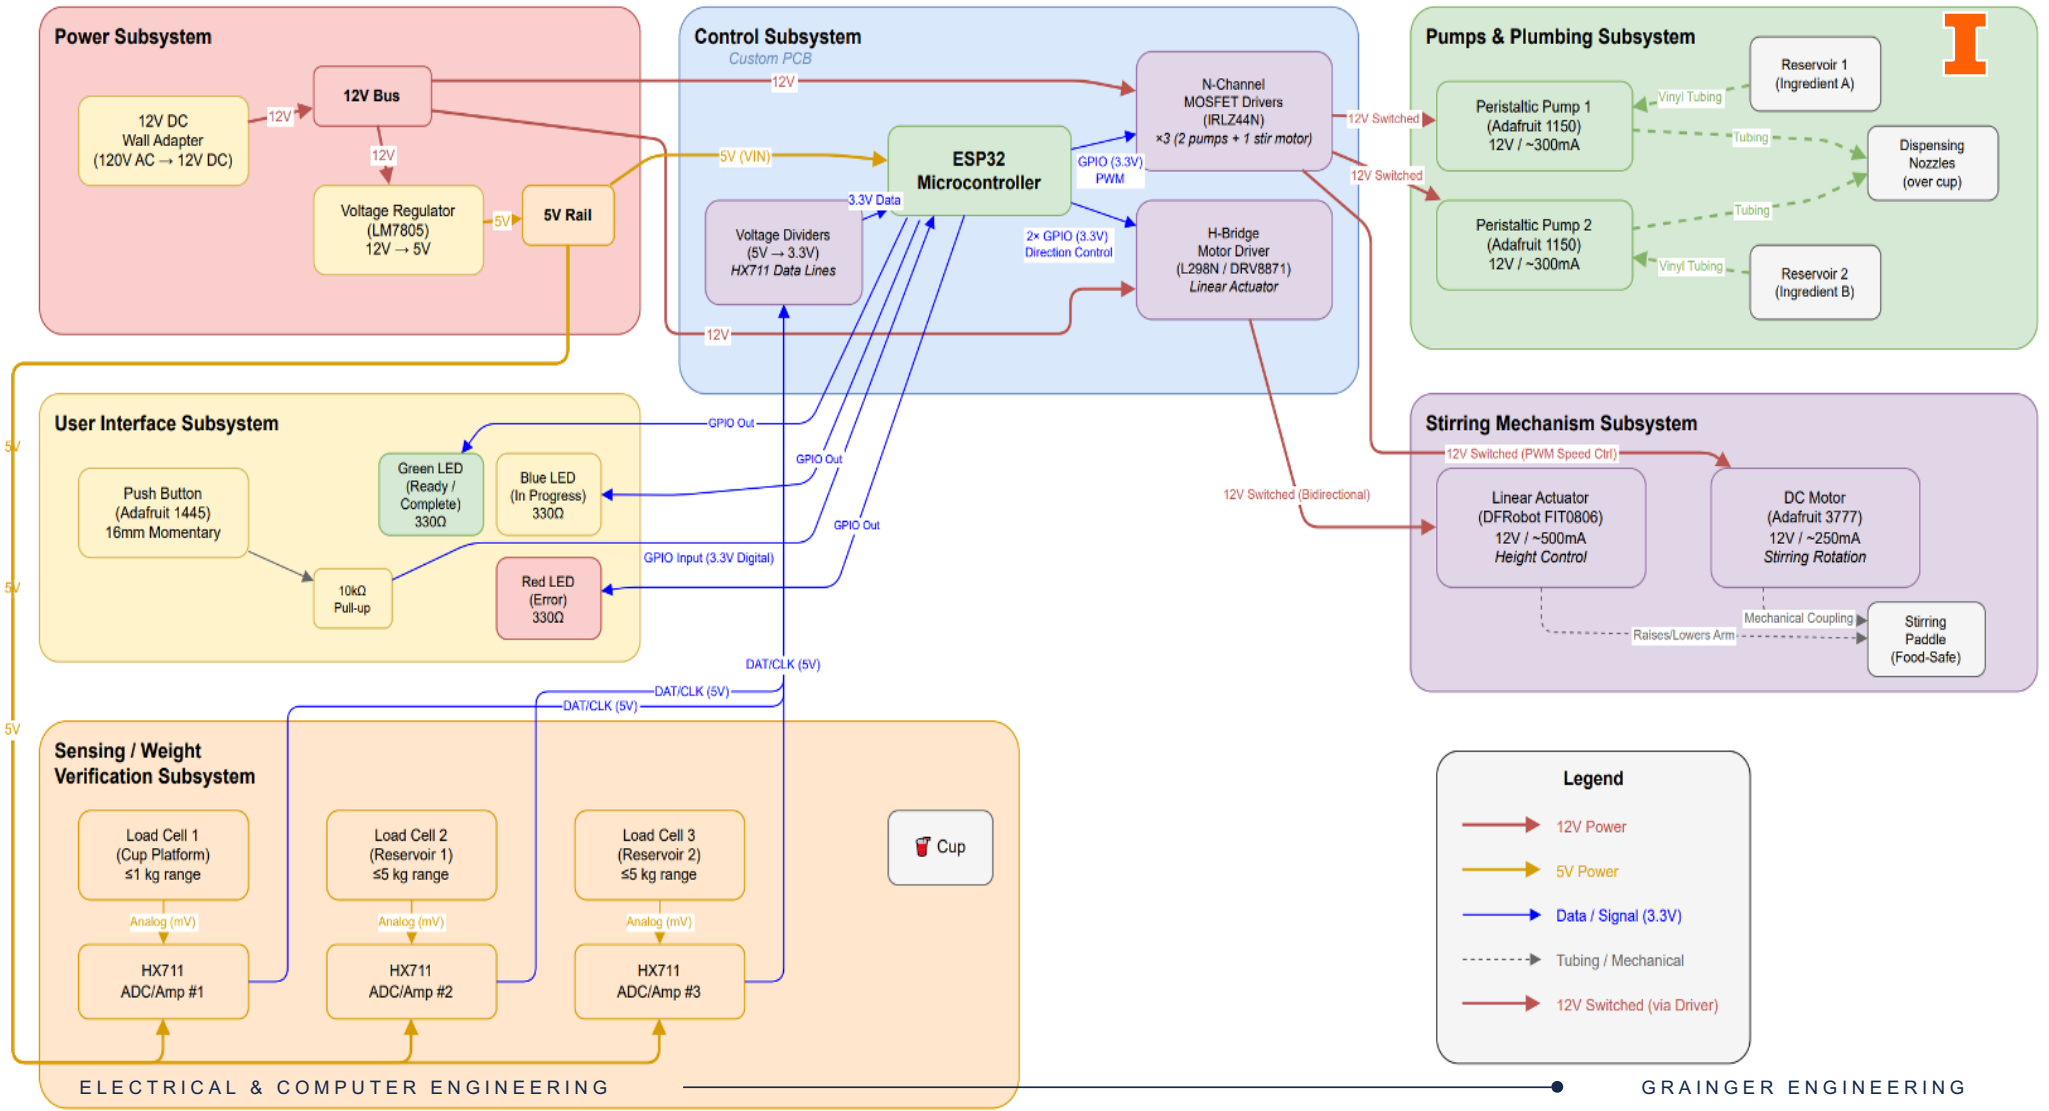 Power Subsystem
12V DC
Wall Adapter
(120V AC → 12V DC)
12V
12V Bus
12V
Voltage Regulator
(LM7805)
12V → 5V
5V
5V Rail
Control Subsystem
Custom PCB
12V
5V (VIN)
ESP32
Microcontroller
3.3V Data
Voltage Dividers
(5V → 3.3V)
HX711 Data Lines
12V
N-Channel
MOSFET Drivers
(IRLZ44N)
×3 (2 pumps + 1 stir motor)
GPIO (3.3V)
PWM
2× GPIO (3.3V)
Direction Control
H-Bridge
Motor Driver
(L298N / DRV8871)
Linear Actuator
12V Switched
12V Switched
Pumps & Plumbing Subsystem
Peristaltic Pump 1
(Adafruit 1150)
12V / ~300mA
Peristaltic Pump 2
(Adafruit 1150)
12V / ~300mA
Vinyl Tubing
Tubing
Tubing
Vinyl Tubing
Reservoir 1
(Ingredient A)
Dispensing
Nozzles
(over cup)
Reservoir 2
(Ingredient B)
User Interface Subsystem
5V
5V
5V
Push Button
(Adafruit 1445)
16mm Momentary
10kΩ
Pull-up
Green LED
(Ready /
Complete)
330Ω
Blue LED
(In Progress)
330Ω
Red LED
(Error)
330Ω
GPIO Out
GPIO Out
GPIO Out
GPIO Input (3.3V Digital)
DAT/CLK (5V)
DAT/CLK (5V)
DAT/CLK (5V)
Stirring Mechanism Subsystem
12V Switched (PWM Speed Ctrl)
12V Switched (Bidirectional)
Linear Actuator
(DFRobot FIT0806)
12V / ~500mA
Height Control
DC Motor
(Adafruit 3777)
12V / ~250mA
Stirring Rotation
Mechanical Coupling
Raises/Lowers Arm
Stirring
Paddle
(Food-Safe)
Sensing / Weight
Verification Subsystem
Load Cell 1
(Cup Platform)
≤1 kg range
Load Cell 2
(Reservoir 1)
≤5 kg range
Load Cell 3
(Reservoir 2)
≤5 kg range
Analog (mV)
Analog (mV)
Analog (mV)
HX711
ADC/Amp #1
HX711
ADC/Amp #2
HX711
ADC/Amp #3
Cup
Legend
12V Power
5V Power
Data / Signal (3.3V)
Tubing / Mechanical
12V Switched (via Driver)
ELECTRICAL & COMPUTER ENGINEERING
GRAINGER ENGINEERING